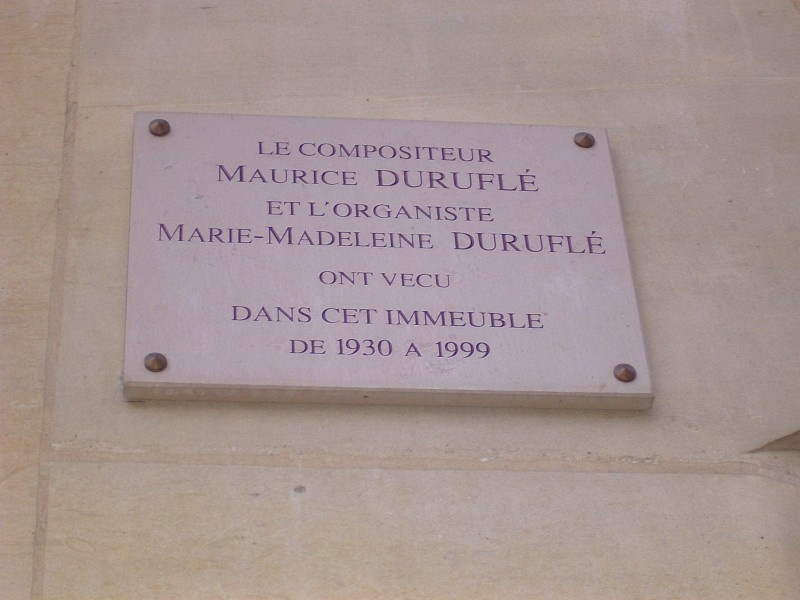 LE COMPOSITEUR
MAURICE DURUFLÉ
ET L'ORGANISTE
MARIE-MADELEINE DURUFLÉ
ONT VECU
DANS CET IMMEUBLE
DE 1930 A 1999